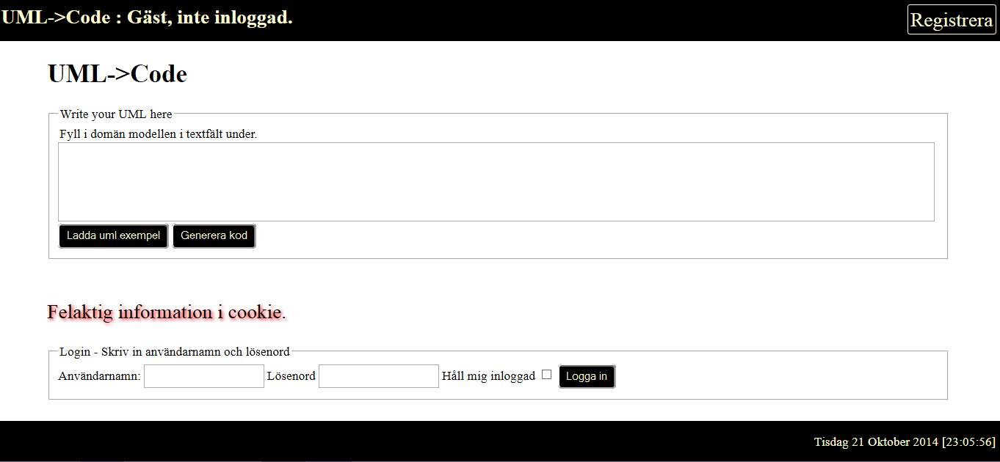 UML->Code : Gäst, inte inloggad.
Registrera
UML->Code
Write your UML here
Fyll i domän modellen i textfält under.
Ladda uml exempel Generera kod
Felaktig information i cookie.
Login - Skriv in användarnamn och lösenord
Användarnamn: Lösenord Håll mig inloggad Logga in
Tisdag 21 Oktober 2014 [23:05:56]